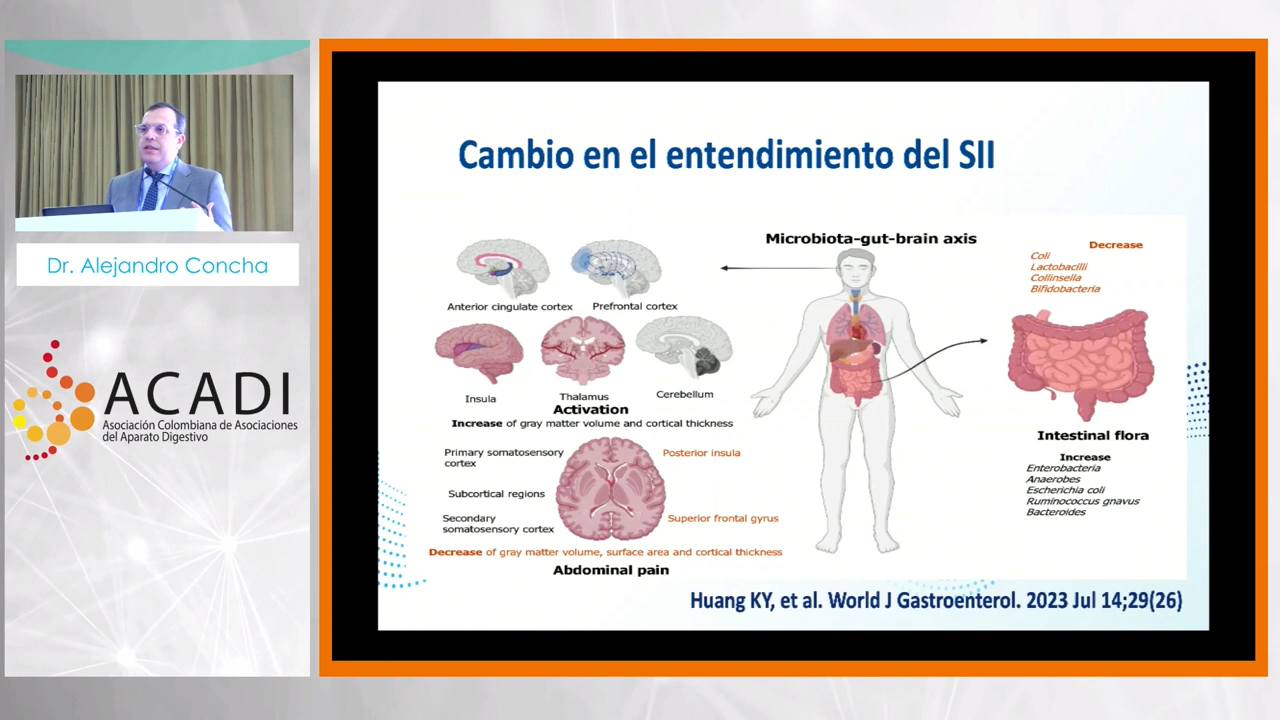 Dr. Alejandro Concha
ACADI
Asociación Colombiana de Asociaciones
del Aparato Digestivo
Cambio en el entendimiento del SII
Microbiota-gut-brain axis
Anterior cingulate cortex
Prefrontal cortex
Insula
Thalamus
Cerebellum
Activation
Increase of gray matter volume and cortical thickness
Primary somatosensory
cortex
Posterior insula
Subcortical regions
Secondary
somatosensory cortex
Superior frontal gyrus
Decrease of gray matter volume, surface area and cortical thickness
Abdominal pain
Decrease
Coli
Lactobacilli
Collinsella
Bifidobacteria
Intestinal flora
Increase
Enterobacteria
Anaerobes
Escherichia coli
Ruminococcus gnavus
Bacteroides
Huang KY, et al. World J Gastroenterol. 2023 Jul 14;29(26)